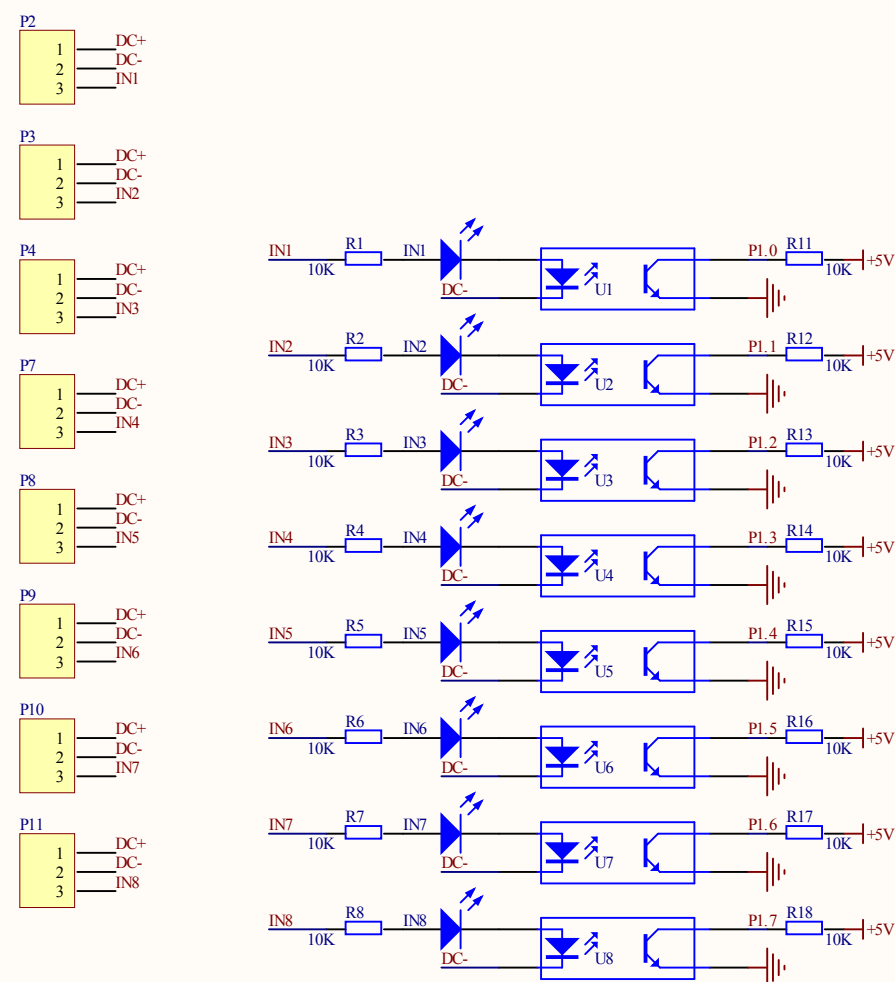 P2
1 DC+
2 DC-
3 IN1
P3
1 DC+
2 DC-
3 IN2
P4
1 DC+
2 DC-
3 IN3
P7
1 DC+
2 DC-
3 IN4
P8
1 DC+
2 DC-
3 IN5
P9
1 DC+
2 DC-
3 IN6
P10
1 DC+
2 DC-
3 IN7
P11
1 DC+
2 DC-
3 IN8
IN1 R1 IN1 P1.0 R11
10K 10K +5V
DC- U1
IN2 R2 IN2 P1.1 R12
10K 10K +5V
DC- U2
IN3 R3 IN3 P1.2 R13
10K 10K +5V
DC- U3
IN4 R4 IN4 P1.3 R14
10K 10K +5V
DC- U4
IN5 R5 IN5 P1.4 R15
10K 10K +5V
DC- U5
IN6 R6 IN6 P1.5 R16
10K 10K +5V
DC- U6
IN7 R7 IN7 P1.6 R17
10K 10K +5V
DC- U7
IN8 R8 IN8 P1.7 R18
10K 10K +5V
DC- U8